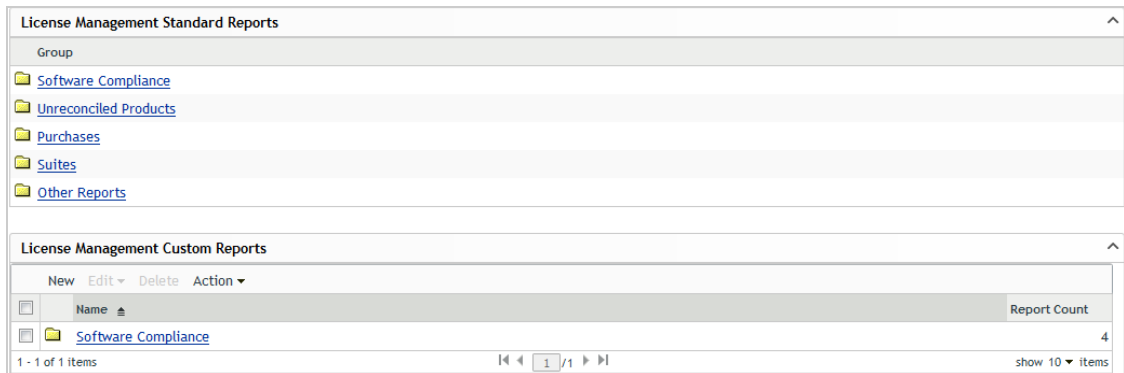 License Management Standard Reports
Group
Software Compliance
Unreconciled Products
Purchases
Suites
Other Reports
License Management Custom Reports
New Edit Delete Action
Name Report Count
Software Compliance 4
1 - 1 of 1 items 1 /1 show 10 items